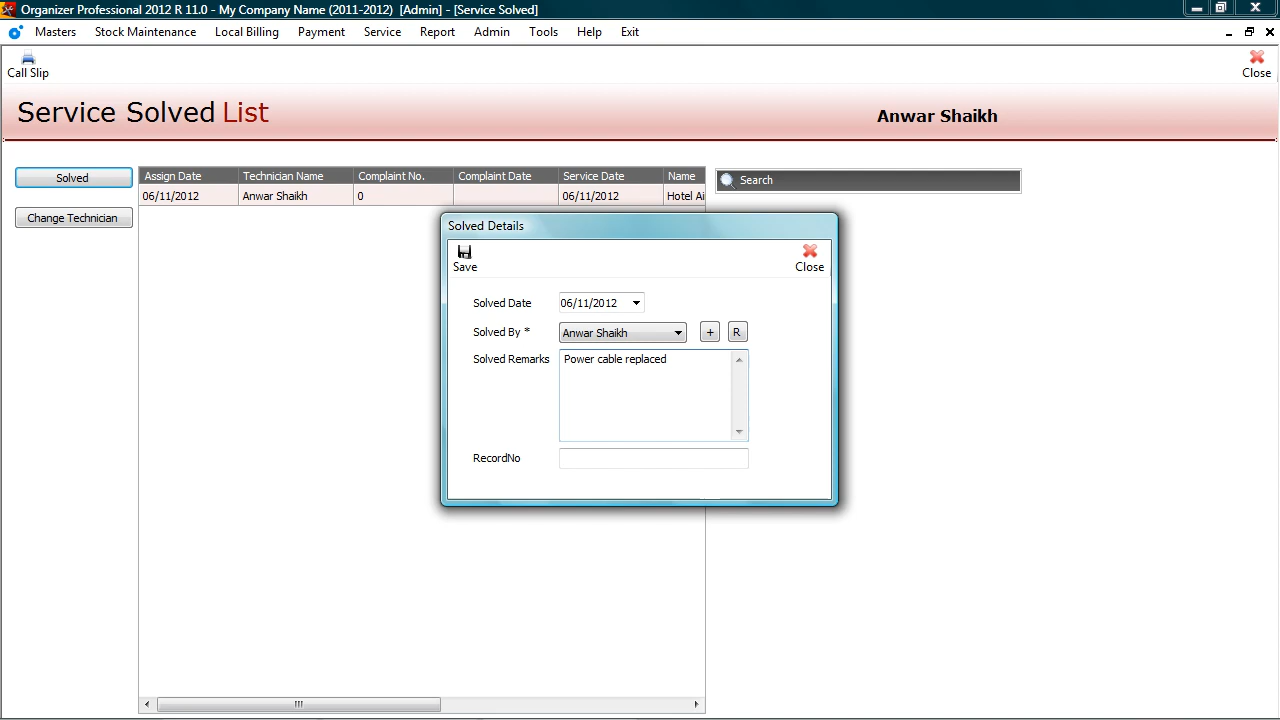 Organizer Professional 2012 R 11.0 - My Company Name (2011-2012) [Admin] - [Service Solved]
Masters Stock Maintenance Local Billing Payment Service Report Admin Tools Help Exit
Call Slip Close
Service Solved List Anwar Shaikh
Solved
Change Technician
Assign Date Technician Name Complaint No. Complaint Date Service Date Name
06/11/2012 Anwar Shaikh 0 06/11/2012 Hotel Ai
Search
Solved Details
Save Close
Solved Date 06/11/2012
Solved By * Anwar Shaikh + R
Solved Remarks Power cable replaced
RecordNo